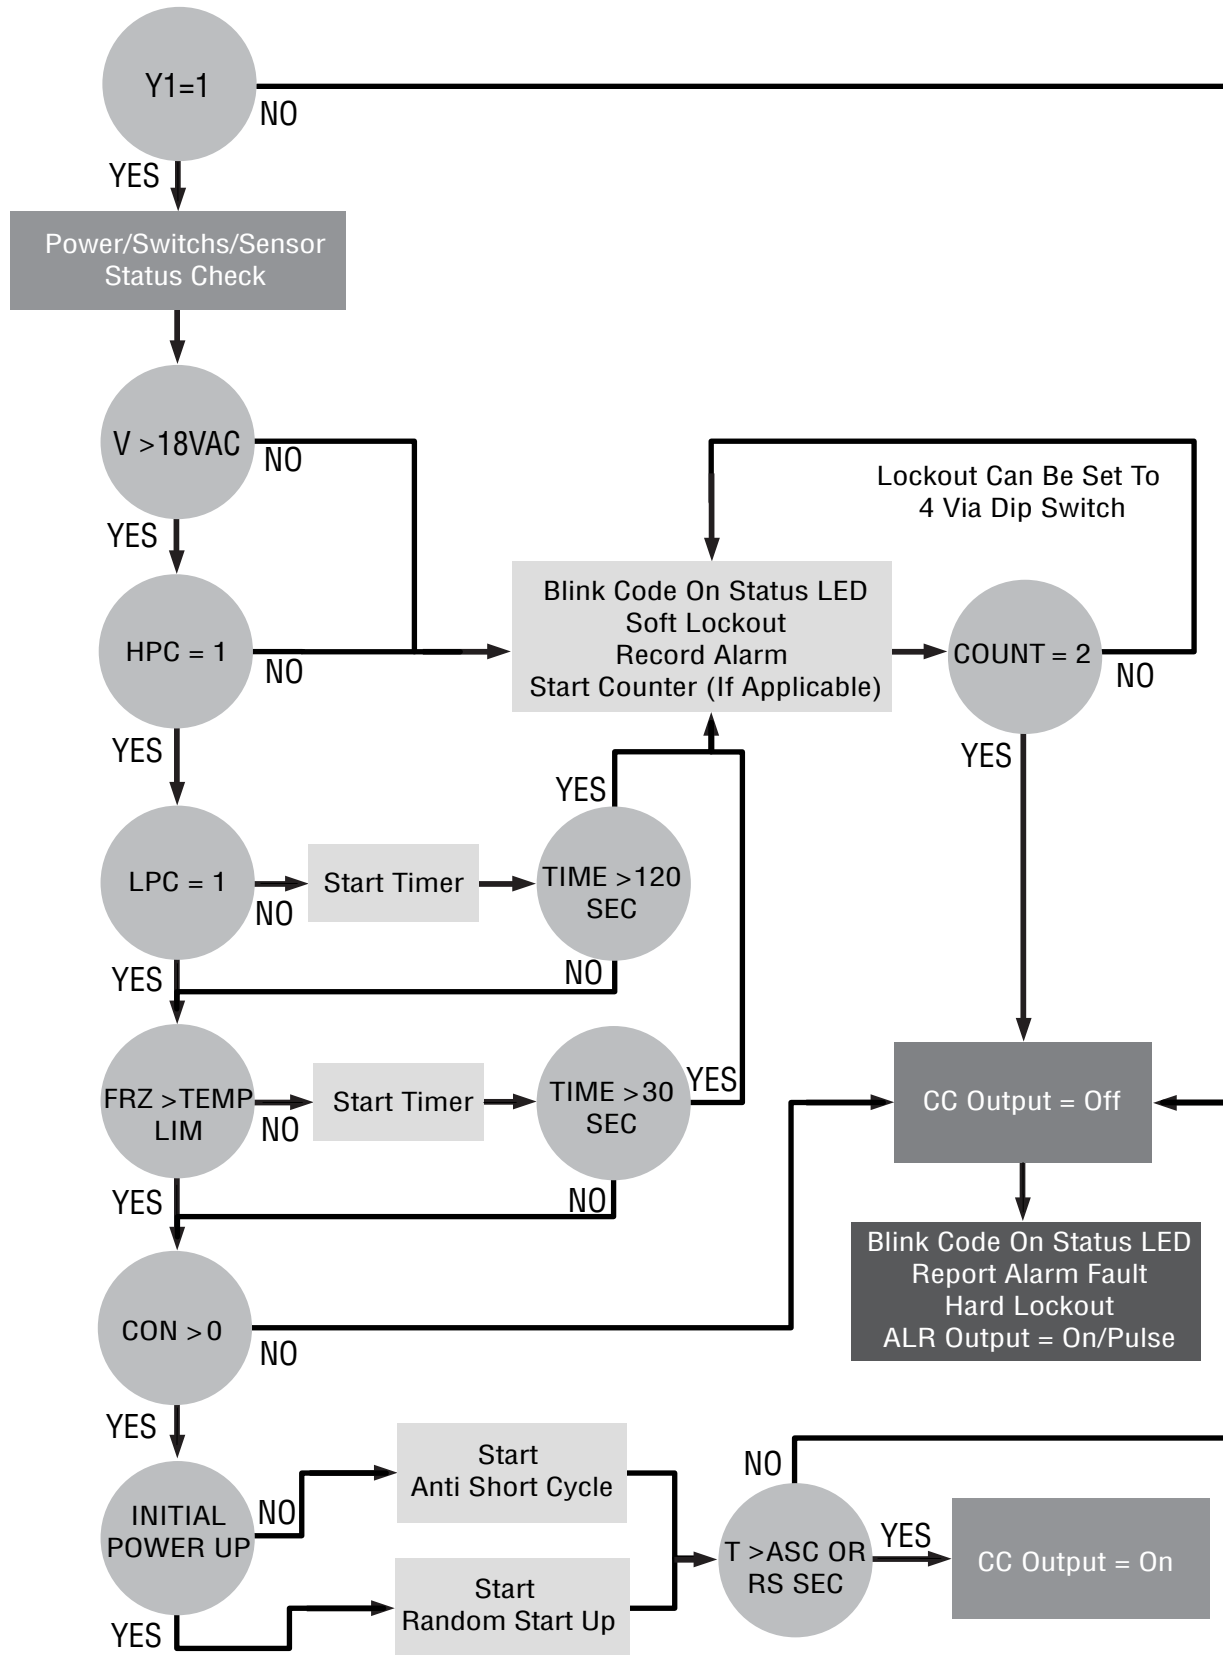 Y1=1
NO
YES
Power/Switchs/Sensor
Status Check
V >18VAC
NO
YES
Lockout Can Be Set To
4 Via Dip Switch
HPC = 1
NO
YES
Blink Code On Status LED
Soft Lockout
Record Alarm
Start Counter (If Applicable)
COUNT = 2
NO
YES
LPC = 1
NO
YES
Start Timer
TIME >120
SEC
YES
NO
FRZ >TEMP
LIM
NO
YES
Start Timer
TIME >30
SEC
YES
NO
CC Output = Off
Blink Code On Status LED
Report Alarm Fault
Hard Lockout
ALR Output = On/Pulse
CON >0
NO
YES
INITIAL
POWER UP
NO
YES
Start
Anti Short Cycle
Start
Random Start Up
T >ASC OR
RS SEC
NO
YES
CC Output = On